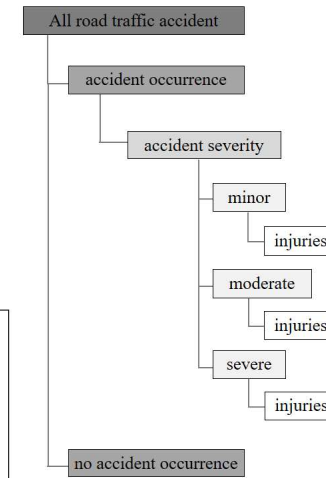 All road traffic accident
accident occurrence
accident severity
minor
injuries
moderate
injuries
severe
injuries
no accident occurrence